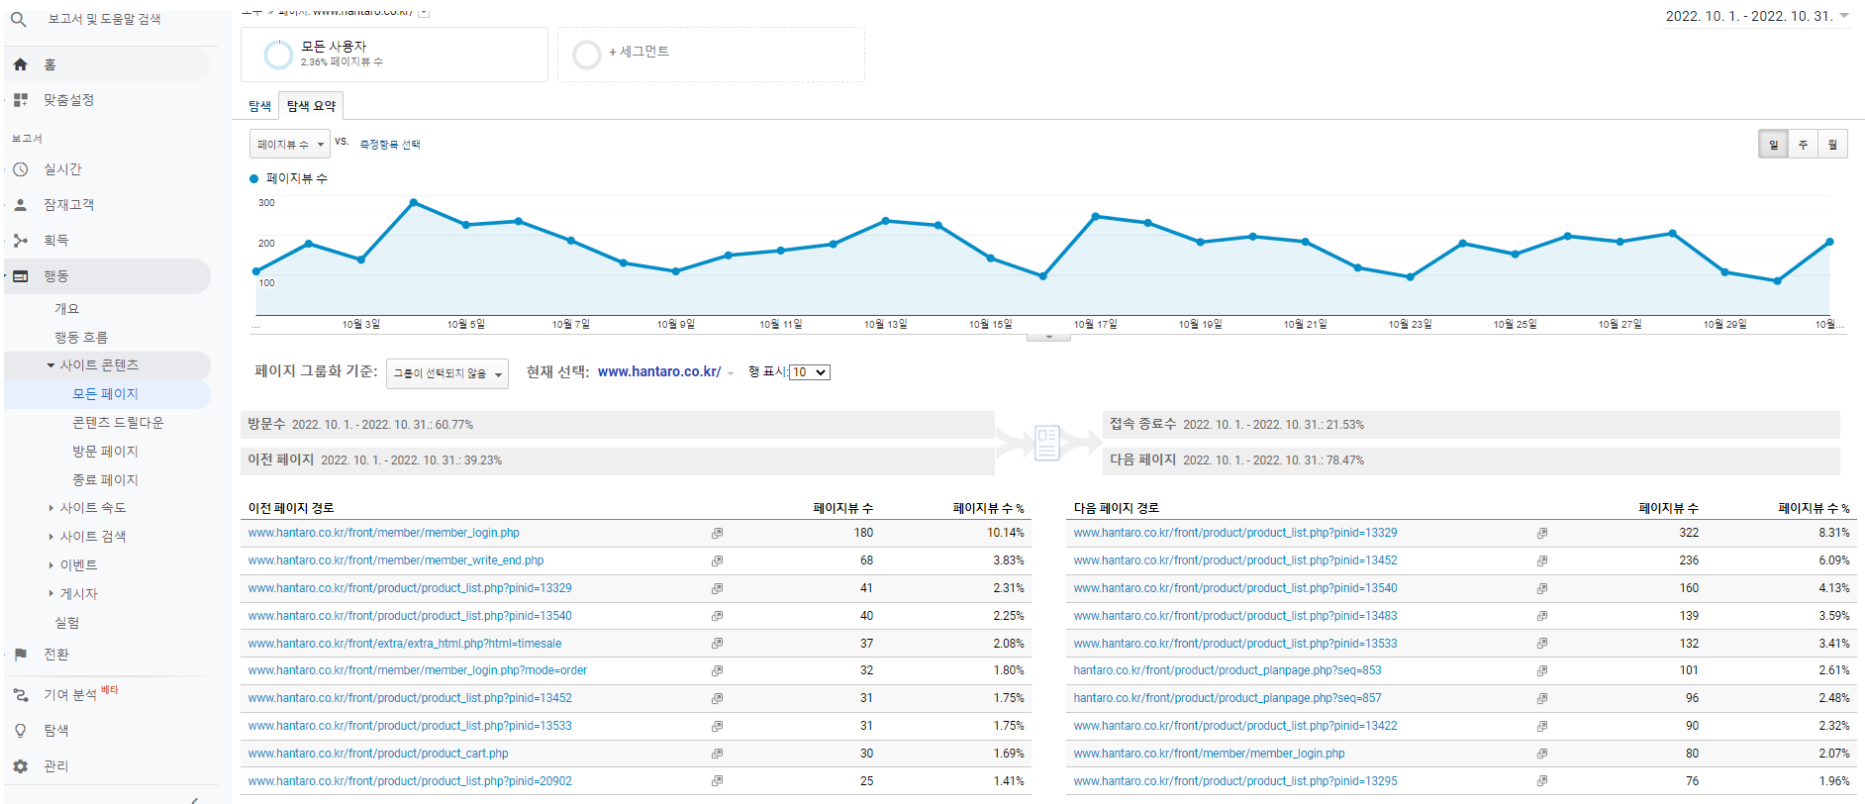 보고서 및 도움말 검색
홈
맞춤설정
보고서
실시간
잠재고객
획득
행동
개요
행동 흐름
사이트 콘텐츠
모든 페이지
콘텐츠 드릴다운
방문 페이지
종료 페이지
사이트 속도
사이트 검색
이벤트
게시자
실험
전환
기여 분석 베타
탐색
관리
페이지: www.hantaro.co.kr/
2022. 10. 1. - 2022. 10. 31.
모든 사용자
2.36% 페이지뷰 수
+ 세그먼트
탐색 탐색 요약
페이지뷰 수 VS. 측정항목 선택
일 주 월
페이지뷰 수
300
200
100
... 10월 3일 10월 5일 10월 7일 10월 9일 10월 11일 10월 13일 10월 15일 10월 17일 10월 19일 10월 21일 10월 23일 10월 25일 10월 27일 10월 29일 10월...
페이지 그룹화 기준: 그룹이 선택되지 않음 현재 선택: www.hantaro.co.kr/ 행 표시: 10
방문수 2022. 10. 1. - 2022. 10. 31.: 60.77%
이전 페이지 2022. 10. 1. - 2022. 10. 31.: 39.23%
접속 종료수 2022. 10. 1. - 2022. 10. 31.: 21.53%
다음 페이지 2022. 10. 1. - 2022. 10. 31.: 78.47%
이전 페이지 경로 페이지뷰 수 페이지뷰 수 %
www.hantaro.co.kr/front/member/member_login.php 180 10.14%
www.hantaro.co.kr/front/member/member_write_end.php 68 3.83%
www.hantaro.co.kr/front/product/product_list.php?pinid=13329 41 2.31%
www.hantaro.co.kr/front/product/product_list.php?pinid=13540 40 2.25%
www.hantaro.co.kr/front/extra/extra_html.php?html=timesale 37 2.08%
www.hantaro.co.kr/front/member/member_login.php?mode=order 32 1.80%
www.hantaro.co.kr/front/product/product_list.php?pinid=13452 31 1.75%
www.hantaro.co.kr/front/product/product_list.php?pinid=13533 31 1.75%
www.hantaro.co.kr/front/product/product_cart.php 30 1.69%
www.hantaro.co.kr/front/product/product_list.php?pinid=20902 25 1.41%
다음 페이지 경로 페이지뷰 수 페이지뷰 수 %
www.hantaro.co.kr/front/product/product_list.php?pinid=13329 322 8.31%
www.hantaro.co.kr/front/product/product_list.php?pinid=13452 236 6.09%
www.hantaro.co.kr/front/product/product_list.php?pinid=13540 160 4.13%
www.hantaro.co.kr/front/product/product_list.php?pinid=13483 139 3.59%
www.hantaro.co.kr/front/product/product_list.php?pinid=13533 132 3.41%
hantaro.co.kr/front/product/product_planpage.php?seq=853 101 2.61%
hantaro.co.kr/front/product/product_planpage.php?seq=857 96 2.48%
www.hantaro.co.kr/front/product/product_list.php?pinid=13422 90 2.32%
www.hantaro.co.kr/front/member/member_login.php 80 2.07%
www.hantaro.co.kr/front/product/product_list.php?pinid=13295 76 1.96%